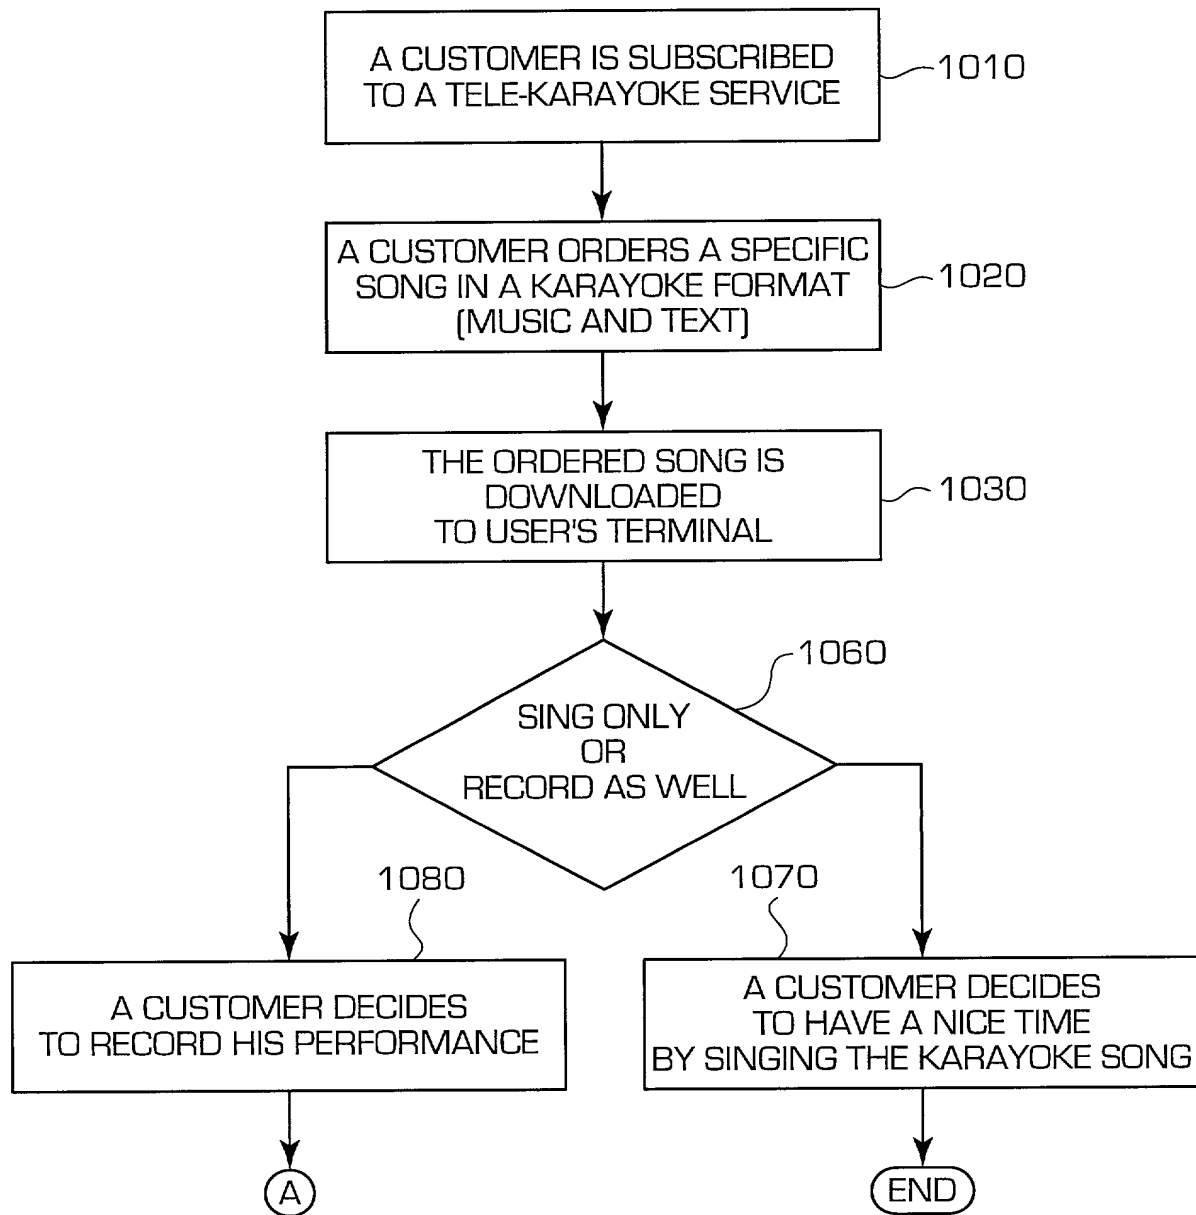 A CUSTOMER IS SUBSCRIBED
TO A TELE-KARAYOKE SERVICE
1010
A CUSTOMER ORDERS A SPECIFIC
SONG IN A KARAYOKE FORMAT
(MUSIC AND TEXT)
1020
THE ORDERED SONG IS
DOWNLOADED
TO USER'S TERMINAL
1030
1060
SING ONLY
OR
RECORD AS WELL
1080
A CUSTOMER DECIDES
TO RECORD HIS PERFORMANCE
1070
A CUSTOMER DECIDES
TO HAVE A NICE TIME
BY SINGING THE KARAYOKE SONG
A
END